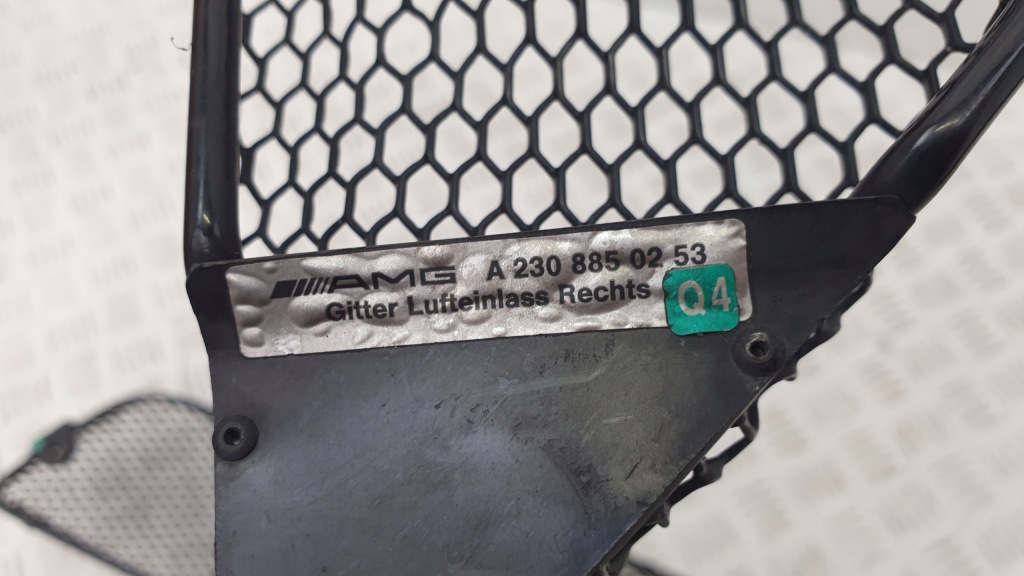 AMG A 230 885 02 53
Gitter Lufteinlass Rechts Q4